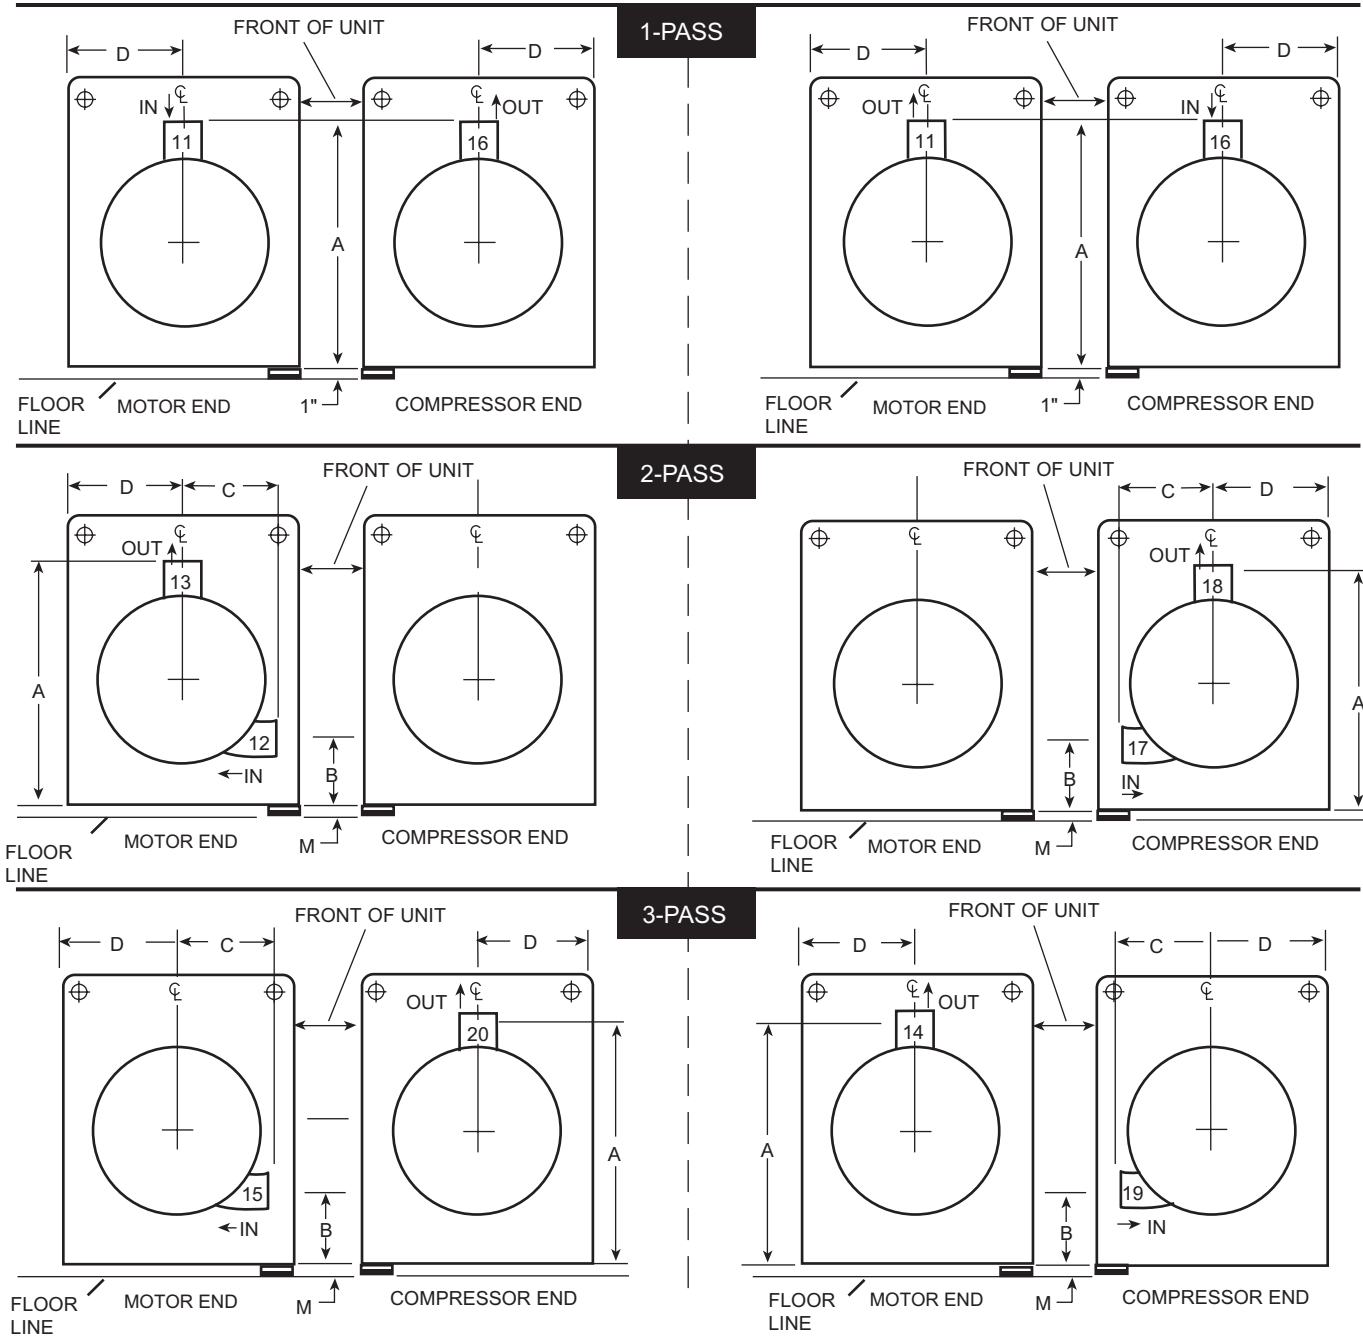 1-PASS
FRONT OF UNIT
D
D
IN
℄
11
℄
OUT
16
A
FLOOR
LINE
MOTOR END
1"
COMPRESSOR END
FRONT OF UNIT
D
D
OUT
℄
11
℄
IN
16
A
FLOOR
LINE
MOTOR END
1"
COMPRESSOR END
2-PASS
FRONT OF UNIT
D
C
℄
℄
OUT
13
A
12
IN
B
FLOOR
LINE
MOTOR END
M
COMPRESSOR END
FRONT OF UNIT
C
D
℄
℄
OUT
18
A
17
IN
B
FLOOR
LINE
MOTOR END
M
COMPRESSOR END
3-PASS
FRONT OF UNIT
D
C
D
℄
℄
OUT
20
A
15
IN
B
FLOOR
LINE
MOTOR END
M
COMPRESSOR END
FRONT OF UNIT
D
C
D
℄
℄
OUT
14
A
19
IN
B
FLOOR
LINE
MOTOR END
M
COMPRESSOR END